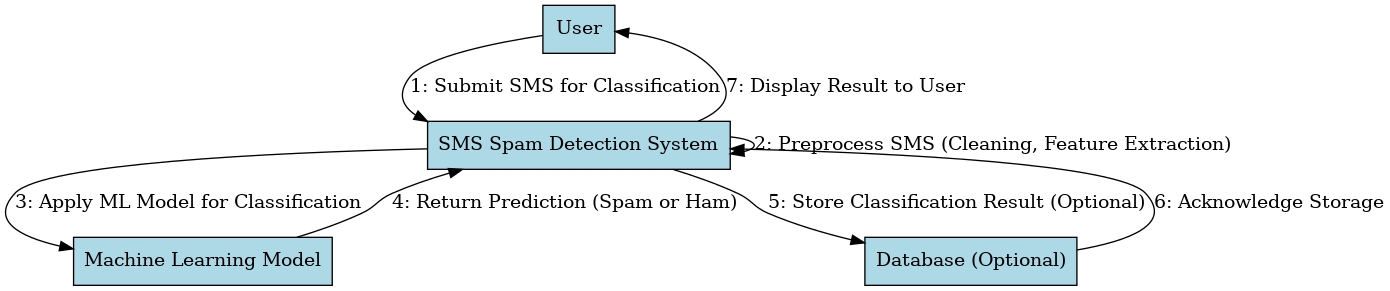 User
1: Submit SMS for Classification
7: Display Result to User
SMS Spam Detection System
2: Preprocess SMS (Cleaning, Feature Extraction)
3: Apply ML Model for Classification
4: Return Prediction (Spam or Ham)
5: Store Classification Result (Optional)
6: Acknowledge Storage
Machine Learning Model
Database (Optional)